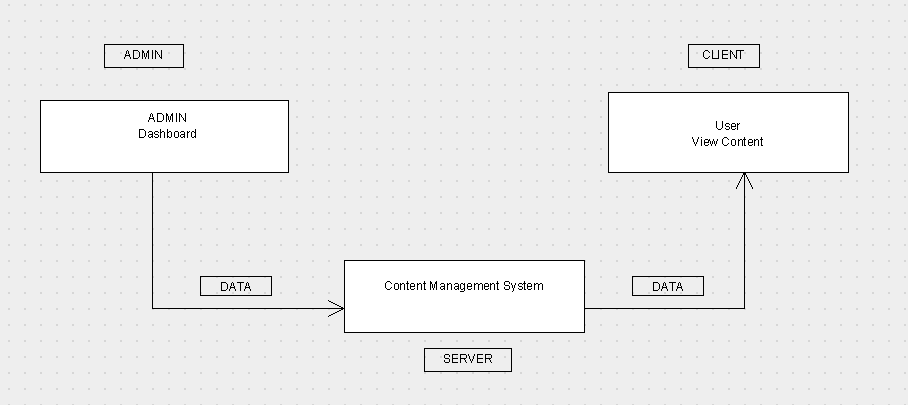 ADMIN
CLIENT
ADMIN
Dashboard
User
View Content
DATA
Content Management System
DATA
SERVER